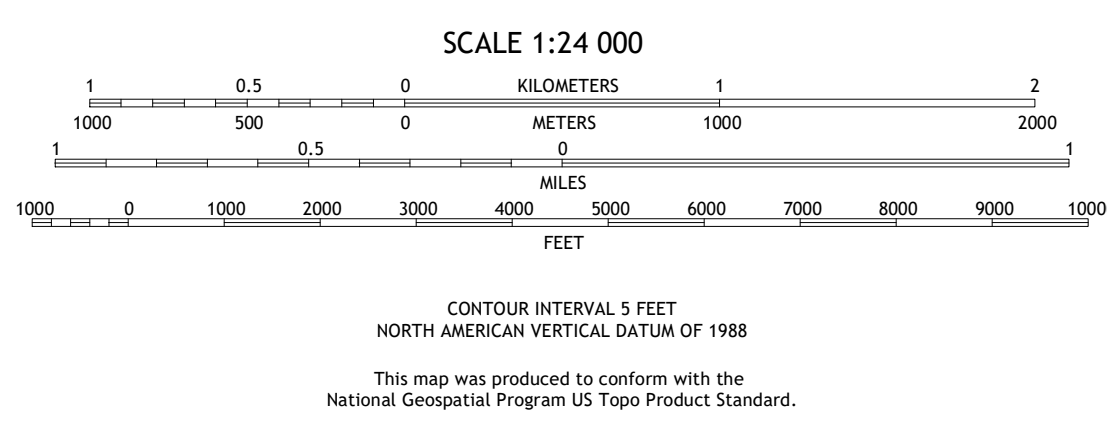 SCALE 1:24 000
1 0.5 0 KILOMETERS 1 2
1000 500 0 METERS 1000 2000
1 0.5 0 1
MILES
1000 0 1000 2000 3000 4000 5000 6000 7000 8000 9000 1000
FEET
CONTOUR INTERVAL 5 FEET
NORTH AMERICAN VERTICAL DATUM OF 1988
This map was produced to conform with the
National Geospatial Program US Topo Product Standard.